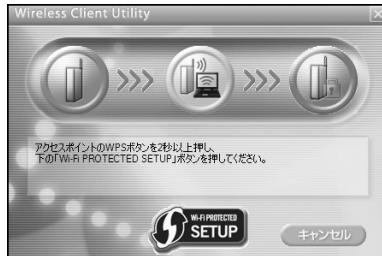 Wireless Client Utility
アクセスポイントのWPSボタンを2秒以上押し、
下の「Wi-Fi PROTECTED SETUP」ボタンを押してください。
Wi-Fi PROTECTED
SETUP
キャンセル